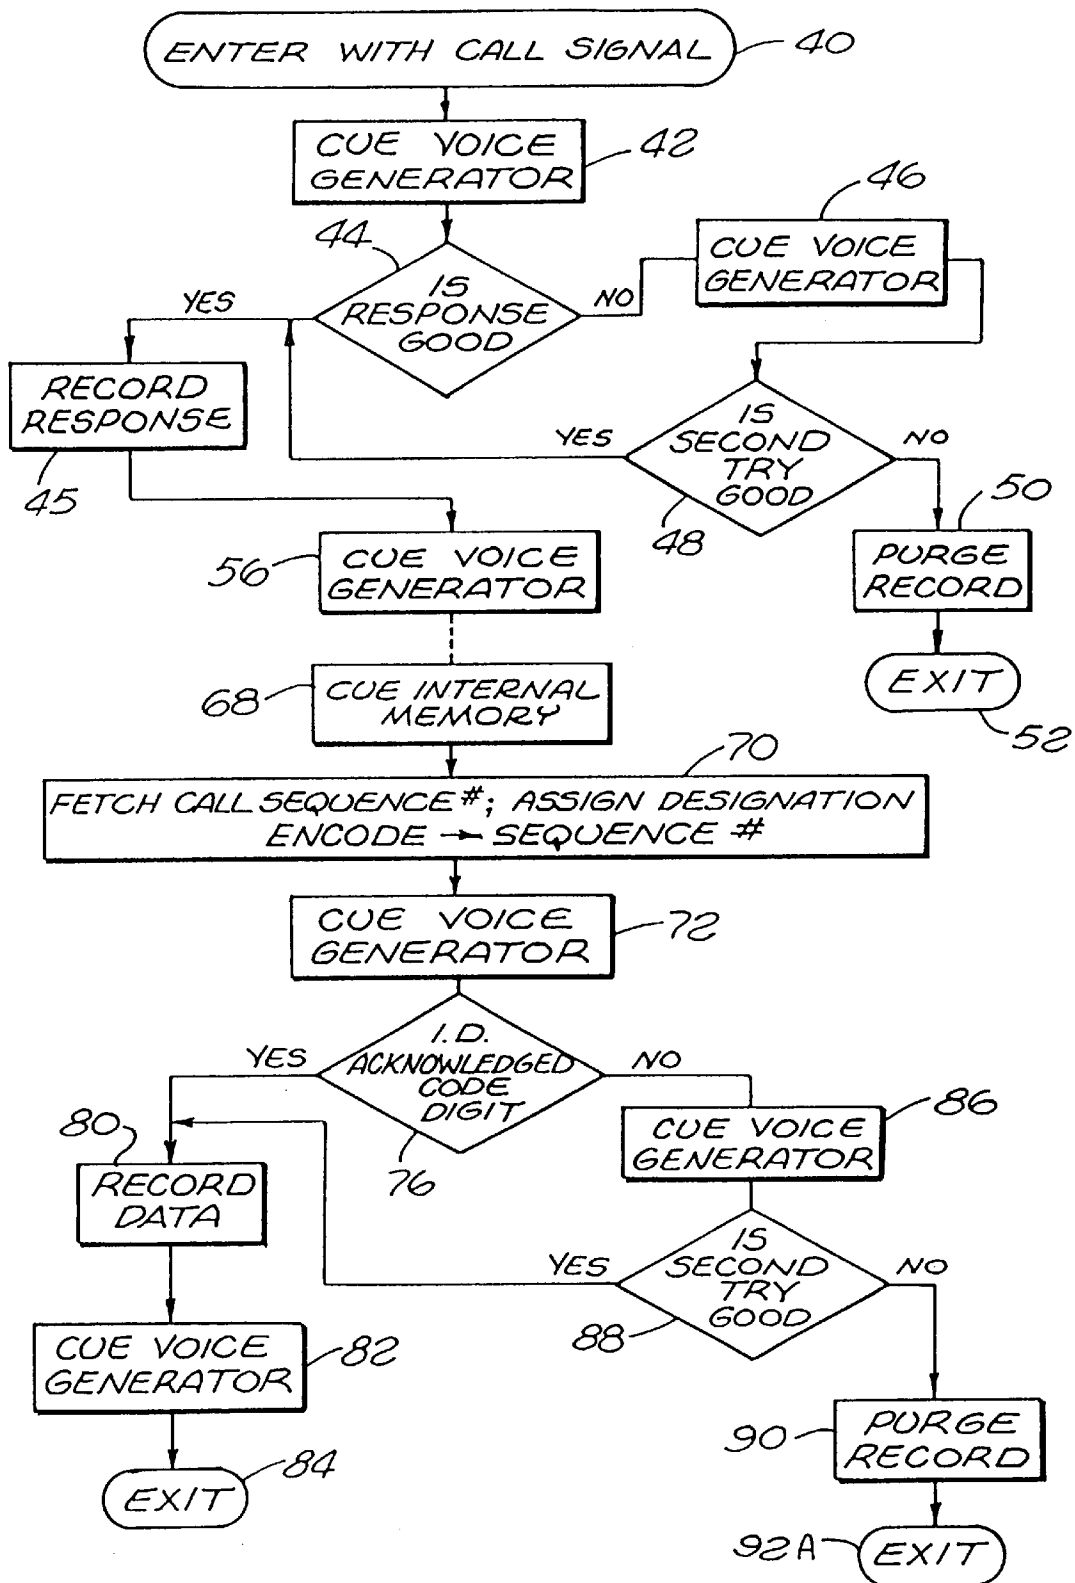 ENTER WITH CALL SIGNAL
40
CUE VOICE
GENERATOR
42
44
IS
RESPONSE
GOOD
YES
NO
46
CUE VOICE
GENERATOR
RECORD
RESPONSE
45
IS
SECOND
TRY
GOOD
YES
NO
48
50
PURGE
RECORD
EXIT
52
56
CUE VOICE
GENERATOR
68
CUE INTERNAL
MEMORY
70
FETCH CALL SEQUENCE #; ASSIGN DESIGNATION
ENCODE → SEQUENCE #
CUE VOICE
GENERATOR
72
I.D.
ACKNOWLEDGED
CODE
DIGIT
YES
NO
76
80
RECORD
DATA
86
CUE VOICE
GENERATOR
IS
SECOND
TRY
GOOD
YES
NO
88
CUE VOICE
GENERATOR
82
EXIT
84
90
PURGE
RECORD
92A
EXIT